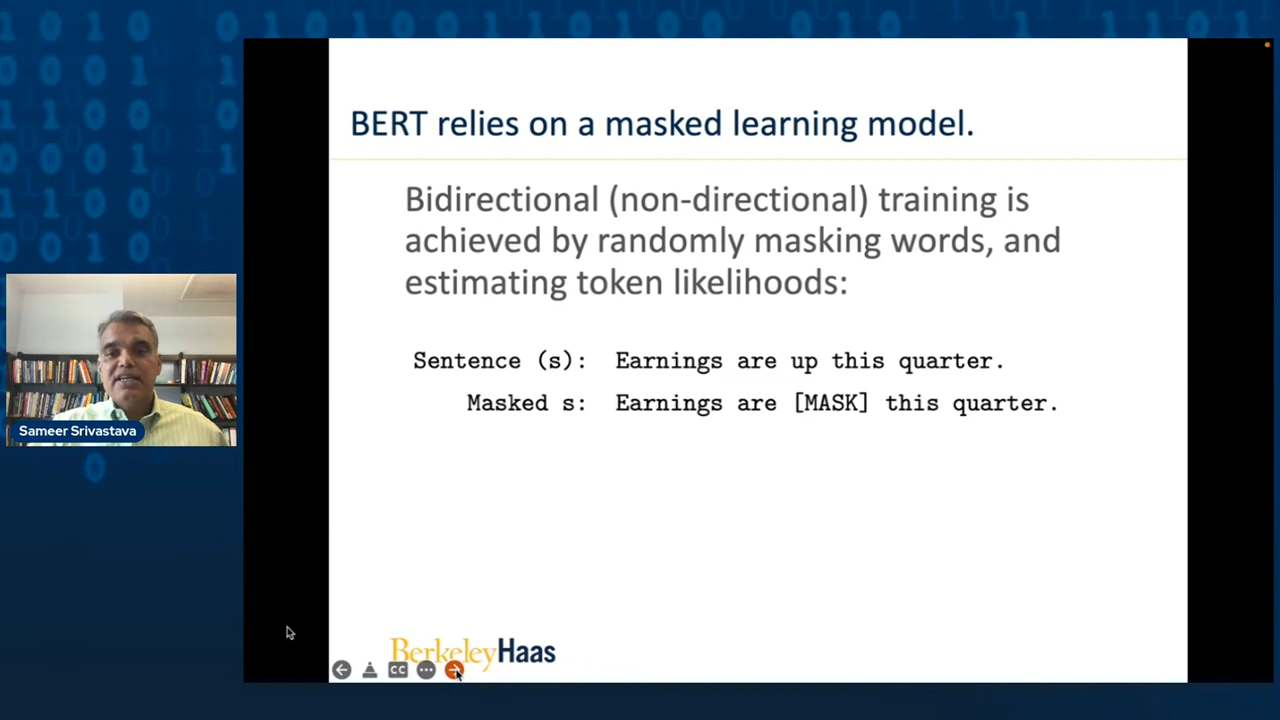 BERT relies on a masked learning model.
Bidirectional (non-directional) training is
achieved by randomly masking words, and
estimating token likelihoods:
Sentence (s): Earnings are up this quarter.
Masked s: Earnings are [MASK] this quarter.
Sameer Srivastava
BerkeleyHaas
CC